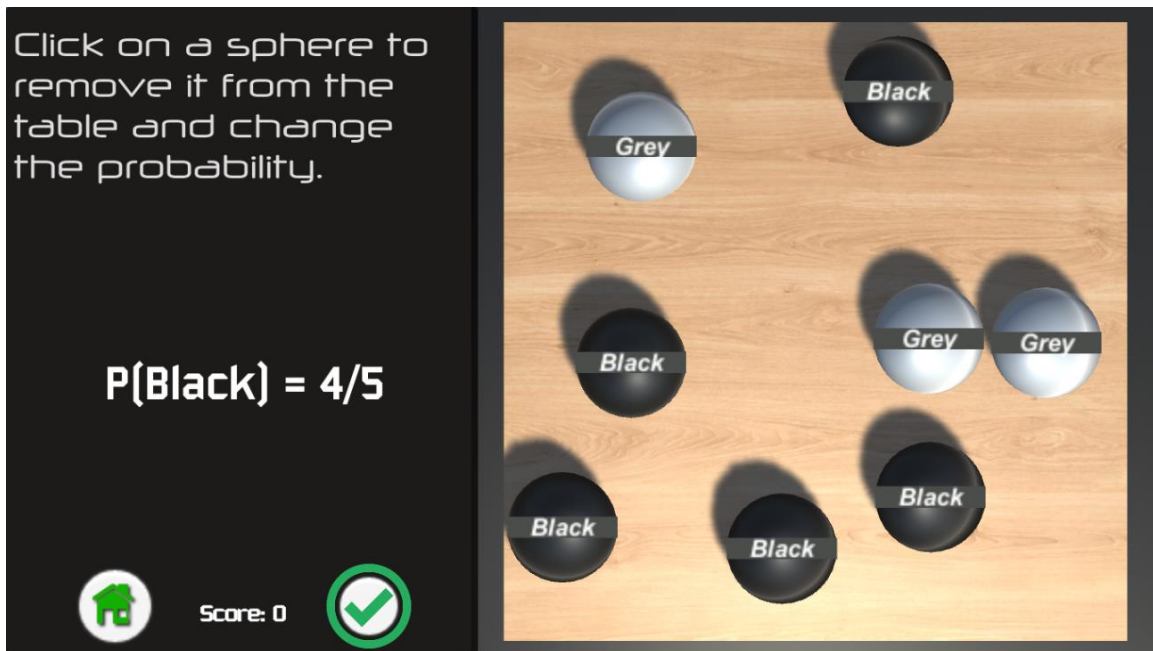 Click on a sphere to
remove it from the
table and change
the probability.
P(Black) = 4/5
Score: 0
Black
Grey
Grey
Grey
Black
Black
Black
Black